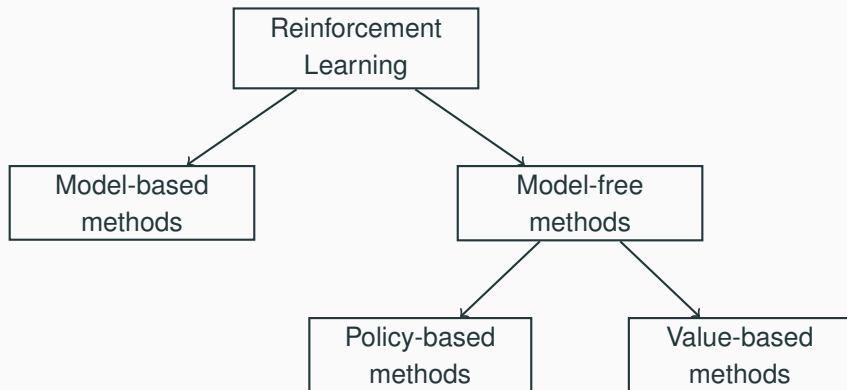 Reinforcement
Learning
Model-based
methods
Model-free
methods
Policy-based
methods
Value-based
methods